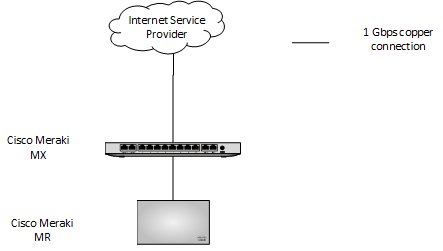 Internet Service
Provider
1 Gbps copper
connection
Cisco Meraki
MX
Cisco Meraki
MR